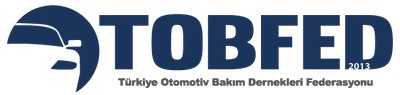 TOBFED
2013
Türkiye Otomotiv Bakım Dernekleri Federasyonu